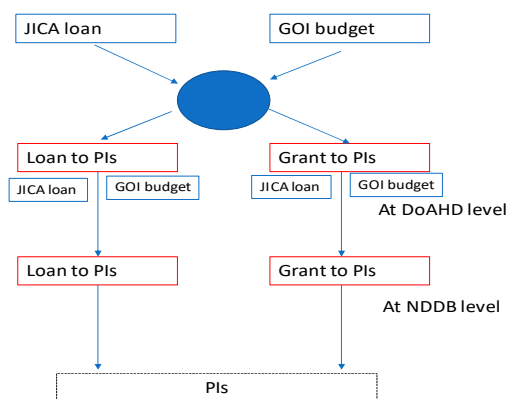 JICA loan
GOI budget
Loan to PIs
Grant to PIs
JICA loan
GOI budget
JICA loan
GOI budget
At DoAHD level
Loan to PIs
Grant to PIs
At NDDB level
PIs